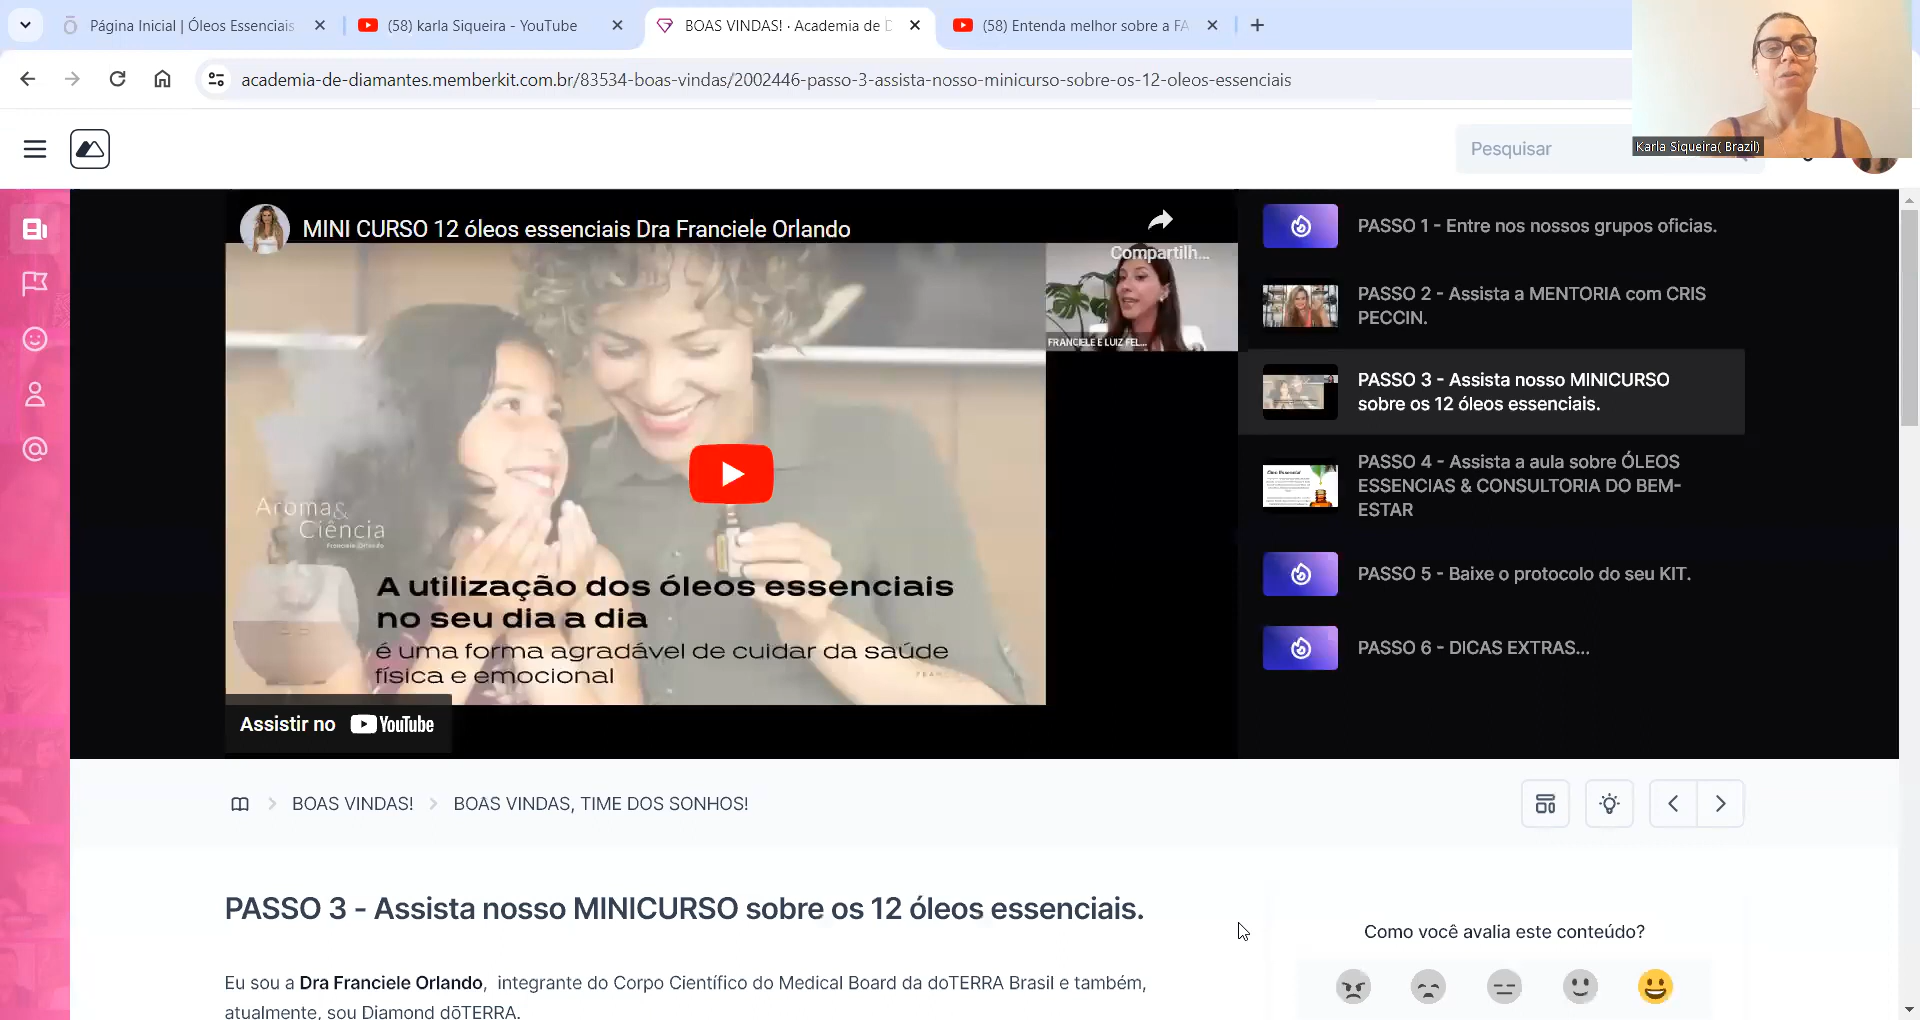 Página Inicial | Óleos Essenciais
(58) karla Siqueira - YouTube
BOAS VINDAS! · Academia de D
(58) Entenda melhor sobre a FA
academia-de-diamantes.memberkit.com.br/83534-boas-vindas/2002446-passo-3-assista-nosso-minicurso-sobre-os-12-oleos-essenciais
Karla Siqueira( Brazil)
Pesquisar
MINI CURSO 12 óleos essenciais Dra Franciele Orlando
Compartilh...
FRANCIELE E LUIZ FEL...
Aroma&
Ciência
Franciele Orlando
A utilização dos óleos essenciais
no seu dia a dia
é uma forma agradável de cuidar da saúde
física e emocional
Assistir no YouTube
PASSO 1 - Entre nos nossos grupos oficias.
PASSO 2 - Assista a MENTORIA com CRIS
PECCIN.
PASSO 3 - Assista nosso MINICURSO
sobre os 12 óleos essenciais.
Óleo Essencial
PASSO 4 - Assista a aula sobre ÓLEOS
ESSENCIAS & CONSULTORIA DO BEM-
ESTAR
PASSO 5 - Baixe o protocolo do seu KIT.
PASSO 6 - DICAS EXTRAS...
BOAS VINDAS! BOAS VINDAS, TIME DOS SONHOS!
PASSO 3 - Assista nosso MINICURSO sobre os 12 óleos essenciais.
Como você avalia este conteúdo?
Eu sou a Dra Franciele Orlando, integrante do Corpo Científico do Medical Board da doTERRA Brasil e também,
atualmente, sou Diamond dōTERRA.